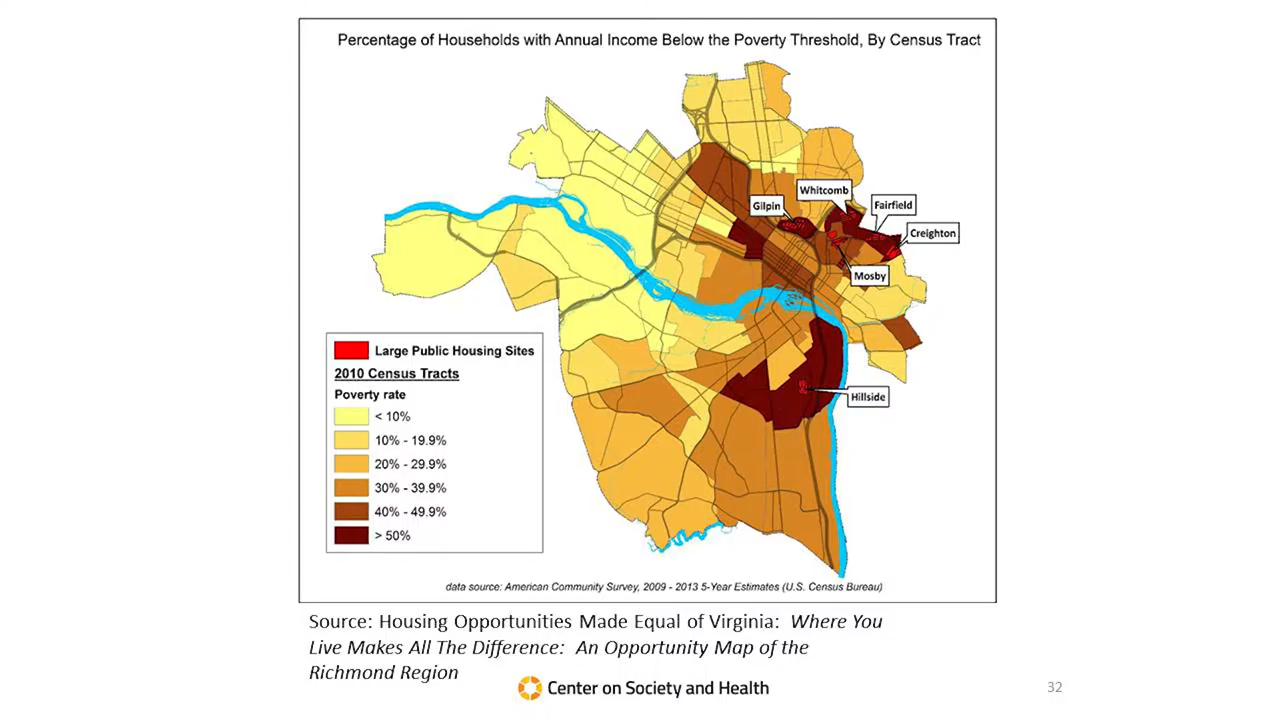 Percentage of Households with Annual Income Below the Poverty Threshold, By Census Tract
Whitcomb
Gilpin
Fairfield
Creighton
Mosby
Hillside
Large Public Housing Sites
2010 Census Tracts
Poverty rate
< 10%
10% - 19.9%
20% - 29.9%
30% - 39.9%
40% - 49.9%
> 50%
data source: American Community Survey, 2009 - 2013 5-Year Estimates (U.S. Census Bureau)
Source: Housing Opportunities Made Equal of Virginia: Where You
Live Makes All The Difference: An Opportunity Map of the
Richmond Region
Center on Society and Health
32